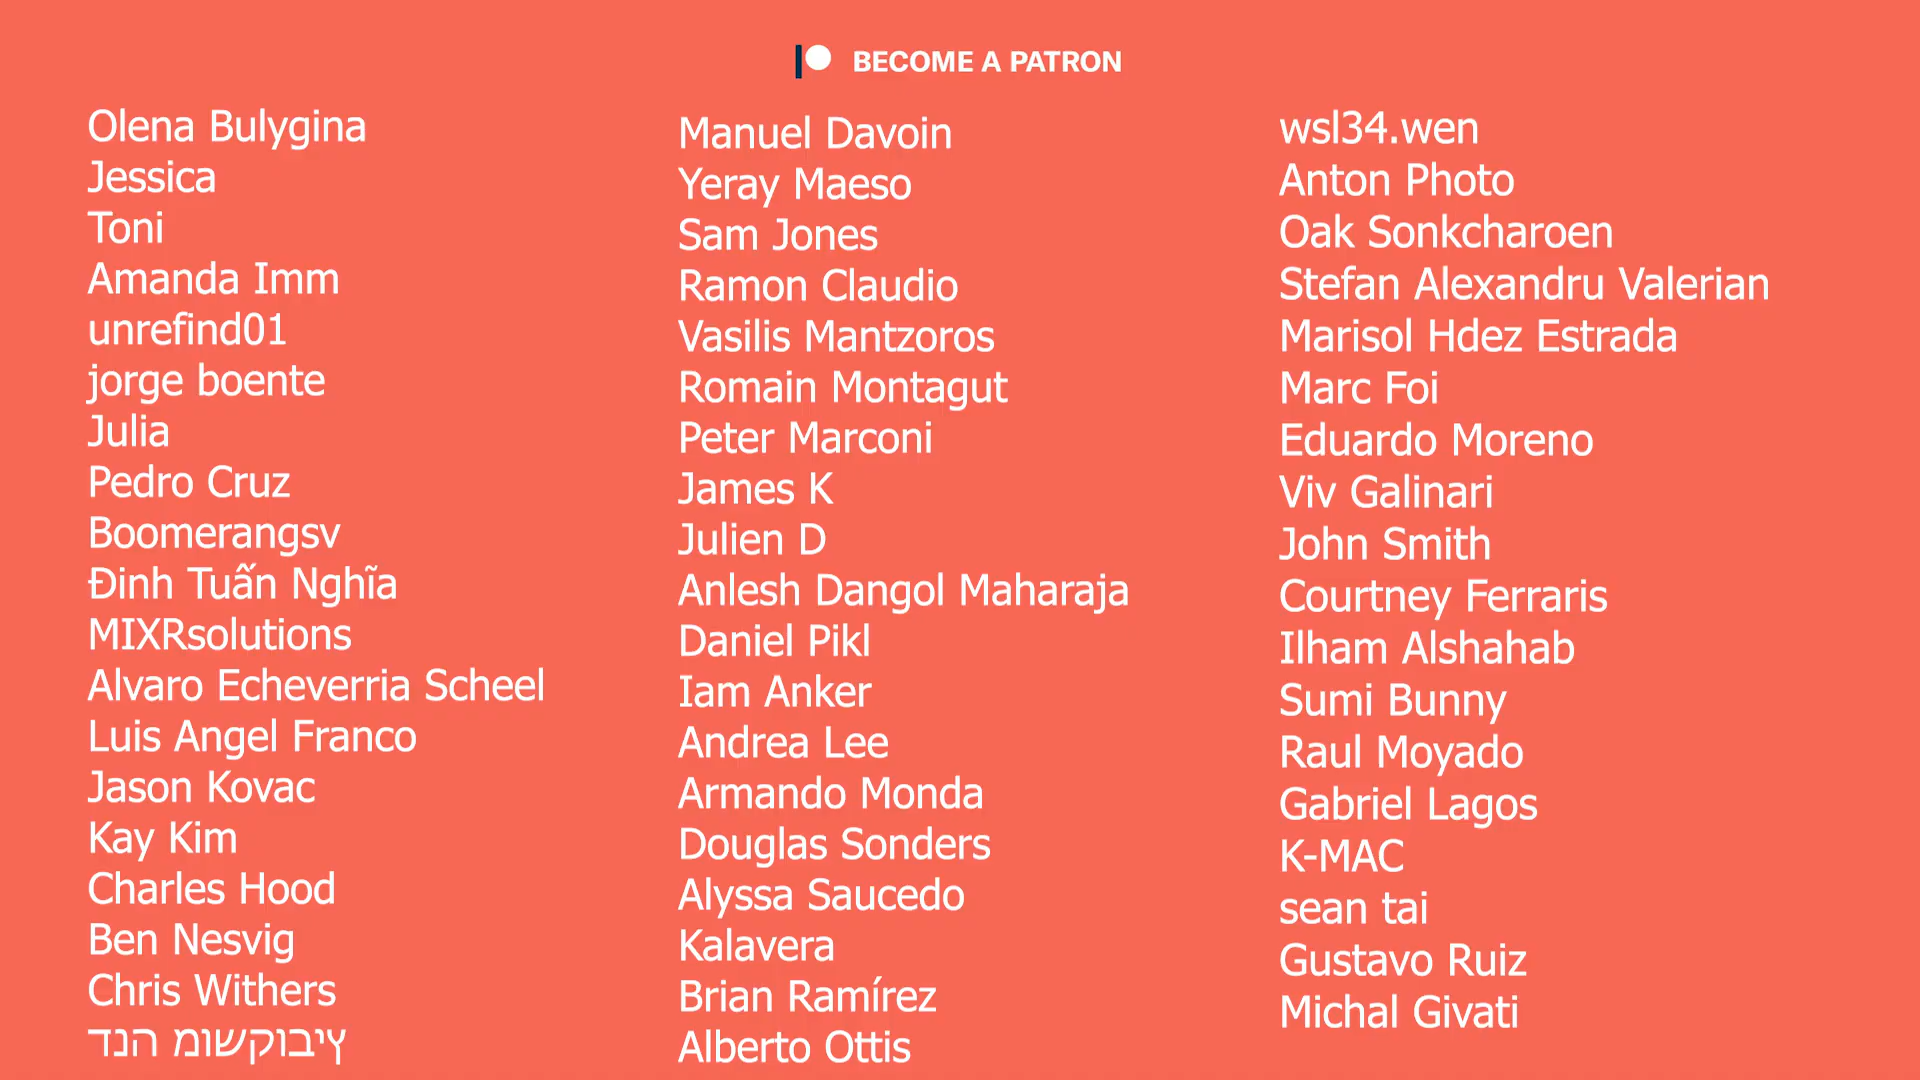 BECOME A PATRON
Olena Bulygina
Jessica
Toni
Amanda Imm
unrefind01
jorge boente
Julia
Pedro Cruz
Boomerangsv
Đinh Tuấn Nghĩa
MIXRsolutions
Alvaro Echeverria Scheel
Luis Angel Franco
Jason Kovac
Kay Kim
Charles Hood
Ben Nesvig
Chris Withers
דנה מושקוביץ
Manuel Davoin
Yeray Maeso
Sam Jones
Ramon Claudio
Vasilis Mantzoros
Romain Montagut
Peter Marconi
James K
Julien D
Anlesh Dangol Maharaja
Daniel Pikl
Iam Anker
Andrea Lee
Armando Monda
Douglas Sonders
Alyssa Saucedo
Kalavera
Brian Ramírez
Alberto Ottis
wsl34.wen
Anton Photo
Oak Sonkcharoen
Stefan Alexandru Valerian
Marisol Hdez Estrada
Marc Foi
Eduardo Moreno
Viv Galinari
John Smith
Courtney Ferraris
Ilham Alshahab
Sumi Bunny
Raul Moyado
Gabriel Lagos
K-MAC
sean tai
Gustavo Ruiz
Michal Givati